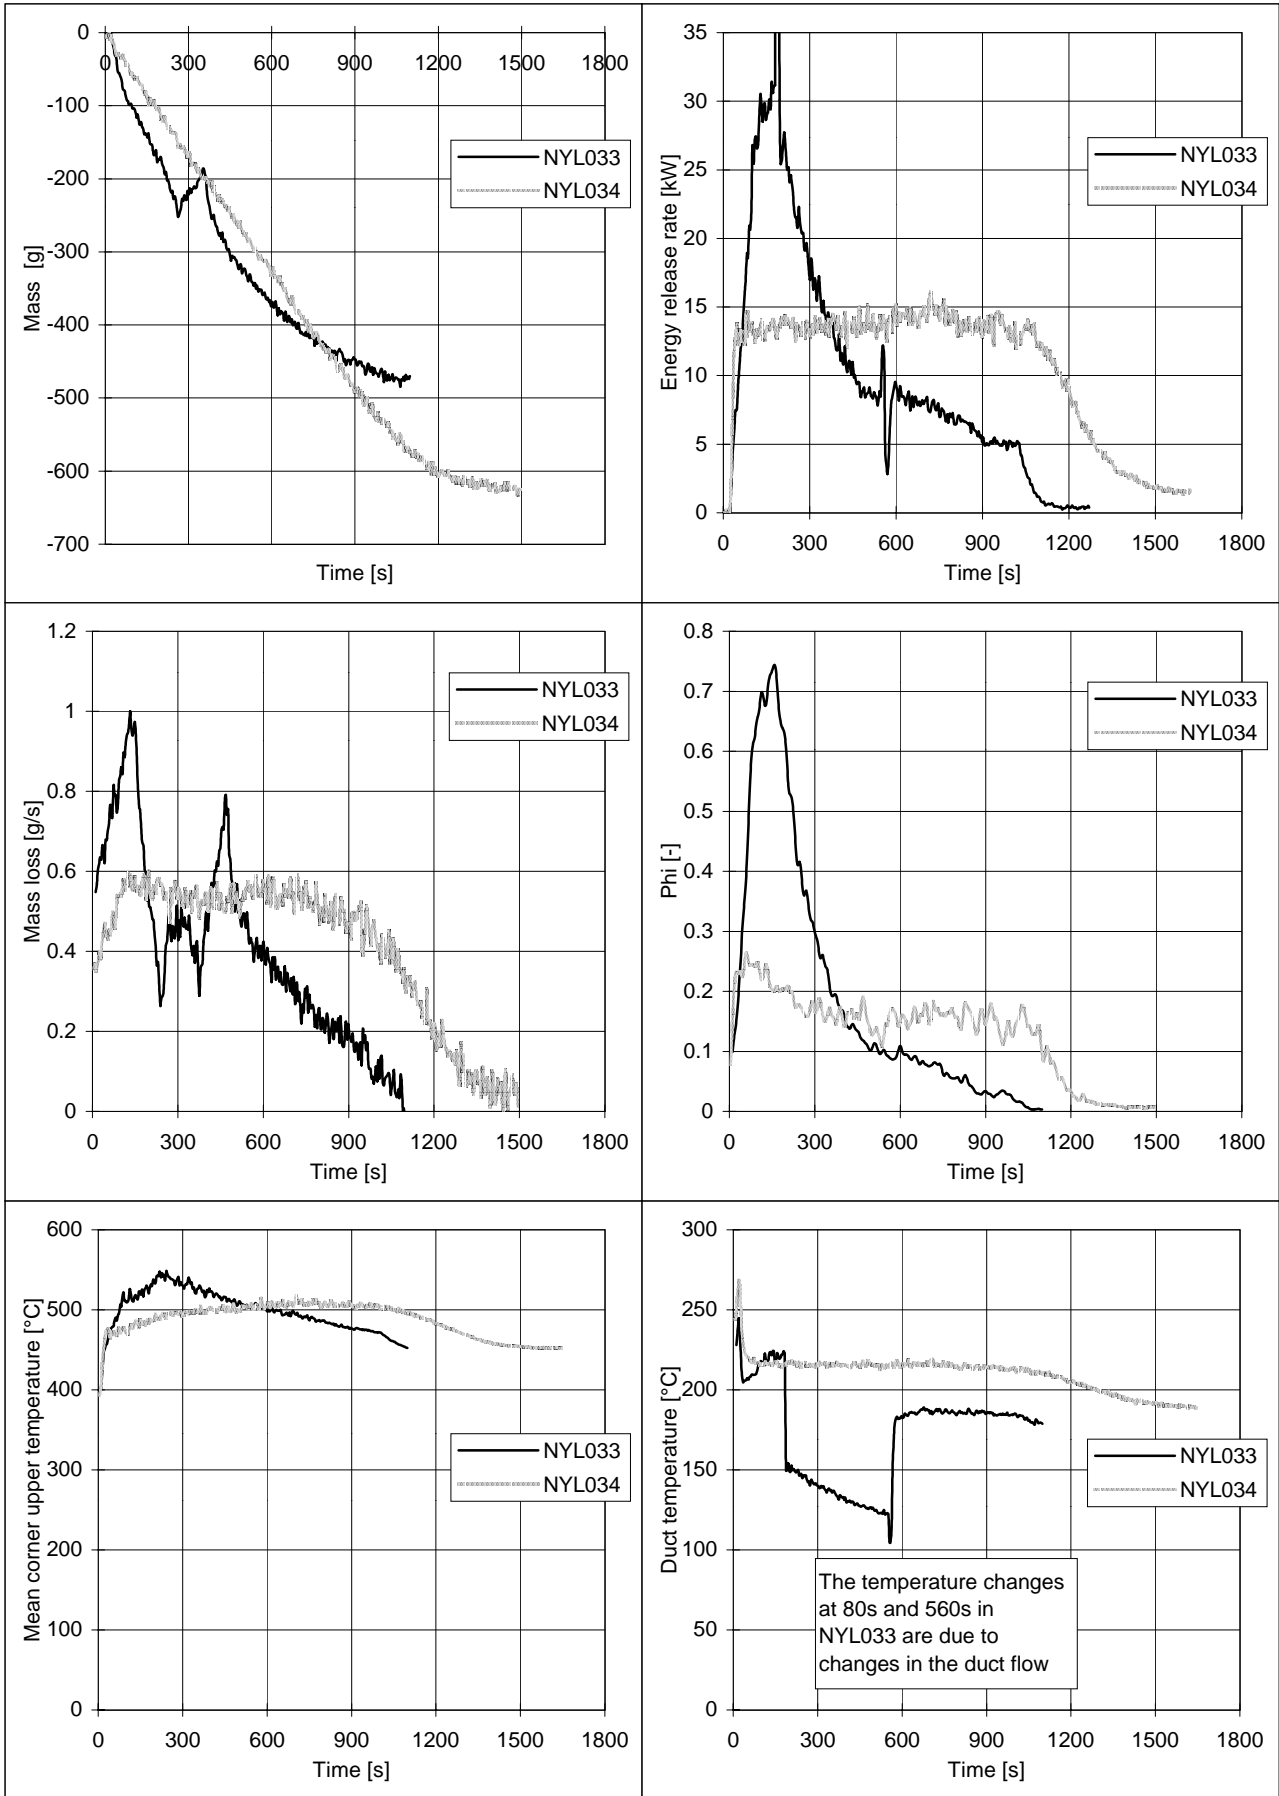 0
-100
-200
-300
-400
-500
-600
-700
0 300 600 900 1200 1500 1800
Mass [g]
Time [s]
NYL033
NYL034
35
30
25
20
15
10
5
0
0 300 600 900 1200 1500 1800
Energy release rate [kW]
Time [s]
NYL033
NYL034
1.2
1
0.8
0.6
0.4
0.2
0
0 300 600 900 1200 1500 1800
Mass loss [g/s]
Time [s]
NYL033
NYL034
0.8
0.7
0.6
0.5
0.4
0.3
0.2
0.1
0
0 300 600 900 1200 1500 1800
Phi [-]
Time [s]
NYL033
NYL034
600
500
400
300
200
100
0
0 300 600 900 1200 1500 1800
Mean corner upper temperature [°C]
Time [s]
NYL033
NYL034
300
250
200
150
100
50
0
0 300 600 900 1200 1500 1800
Duct temperature [°C]
Time [s]
NYL033
NYL034
The temperature changes
at 80s and 560s in
NYL033 are due to
changes in the duct flow